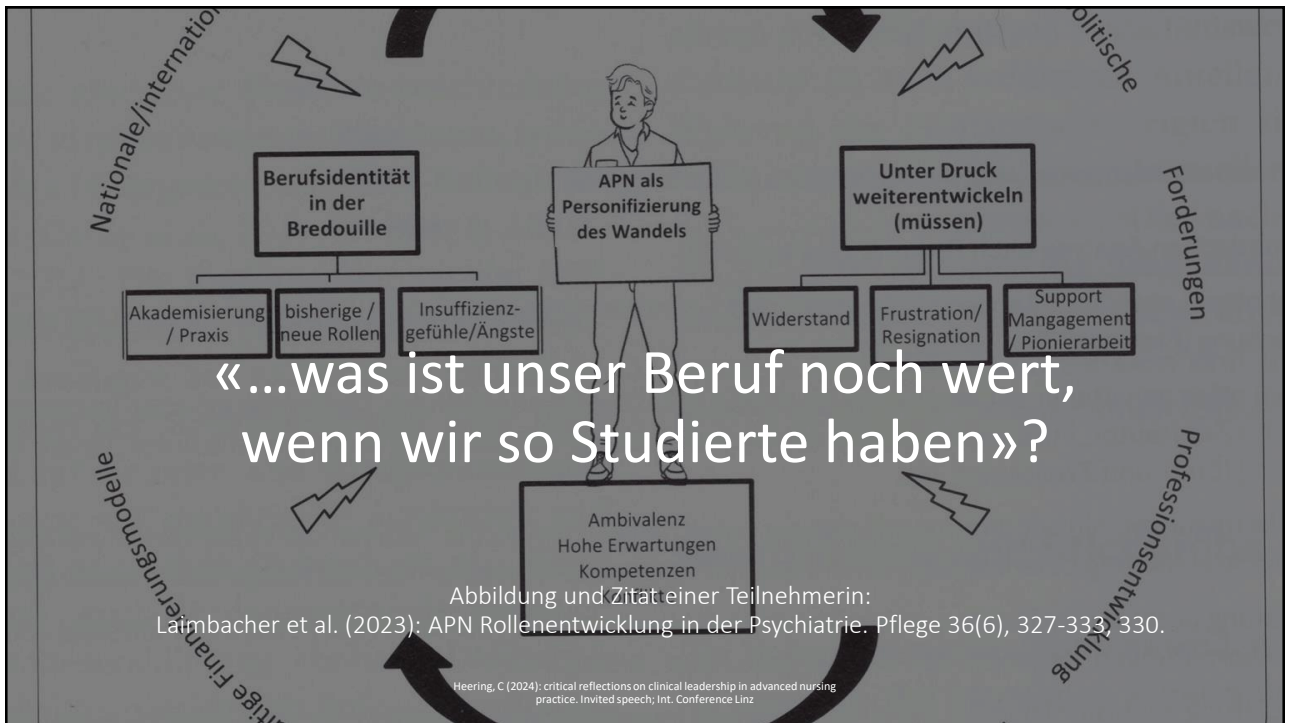 Nationale/internatio
olitische
Forderungen
Berufsidentität
in der
Bredouille
APN als
Personifizierung
des Wandels
Unter Druck
weiterentwickeln
(müssen)
Akademisierung
/ Praxis
bisherige /
neue Rollen
Insuffizienz-
gefühle/Ängste
Widerstand
Frustration/
Resignation
Support
Mangagement
/ Pionierarbeit
«...was ist unser Beruf noch wert,
wenn wir so Studierte haben»?
Ambivalenz
Hohe Erwartungen
Kompetenzen
Abbildung und Zitat einer Teilnehmerin:
Laimbacher et al. (2023): APN Rollenentwicklung in der Psychiatrie. Pflege 36(6), 327-333, 330.
Professionsentwicklung
ltige Finanzierungsmodelle
Heering, C (2024): critical reflections on clinical leadership in advanced nursing
practice. Invited speech; Int. Conference Linz